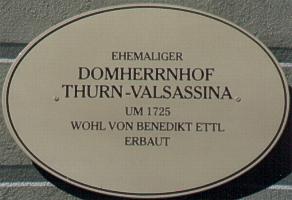 EHEMALIGER
DOMHERRNHOF
THURN-VALSASSINA
UM 1725
WOHL VON BENEDIKT ETTL
ERBAUT